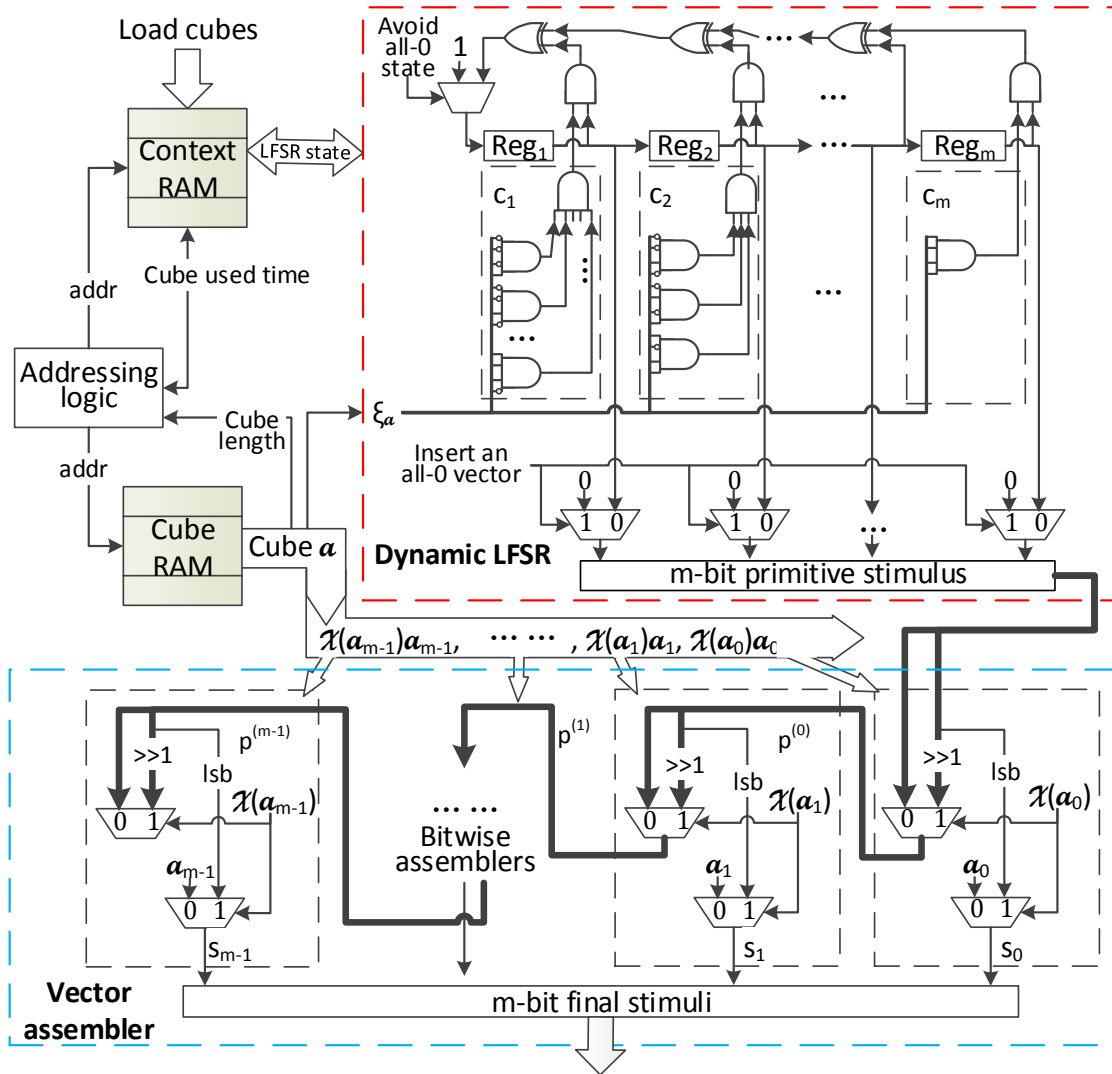 Load cubes
Context
RAM
LFSR state
Cube used time
addr
Addressing
logic
Cube
length
addr
Cube
RAM
Cube a
Avoid
all-0
state
1
...
...
Reg₁
Reg₂
...
...
Regₘ
c₁
c₂
cₘ
...
...
...
...
ξₐ
Insert an
all-0 vector
0
1 0
0
1 0
...
0
1 0
Dynamic LFSR
m-bit primitive stimulus
𝒳(aₘ₋₁)aₘ₋₁, ... ... , 𝒳(a₁)a₁, 𝒳(a₀)a₀
p⁽ᵐ⁻¹⁾
>>1
lsb
𝒳(aₘ₋₁)
0 1
aₘ₋₁
0 1
sₘ₋₁
p⁽¹⁾
... ...
Bitwise
assemblers
p⁽⁰⁾
>>1
lsb
𝒳(a₁)
0 1
a₁
0 1
s₁
>>1
lsb
𝒳(a₀)
0 1
a₀
0 1
s₀
Vector
assembler
m-bit final stimuli